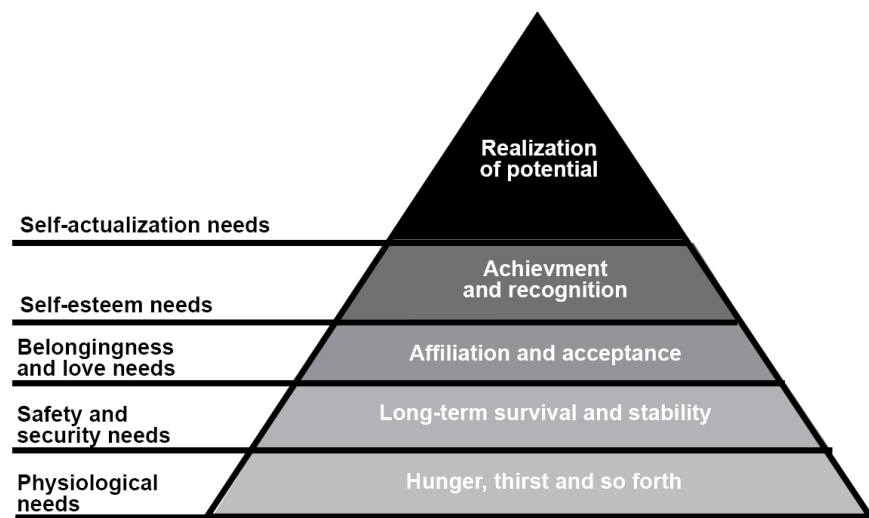 Realization
of potential
Self-actualization needs
Achievment
and recognition
Self-esteem needs
Belongingness
and love needs
Affiliation and acceptance
Safety and
security needs
Long-term survival and stability
Physiological
needs
Hunger, thirst and so forth